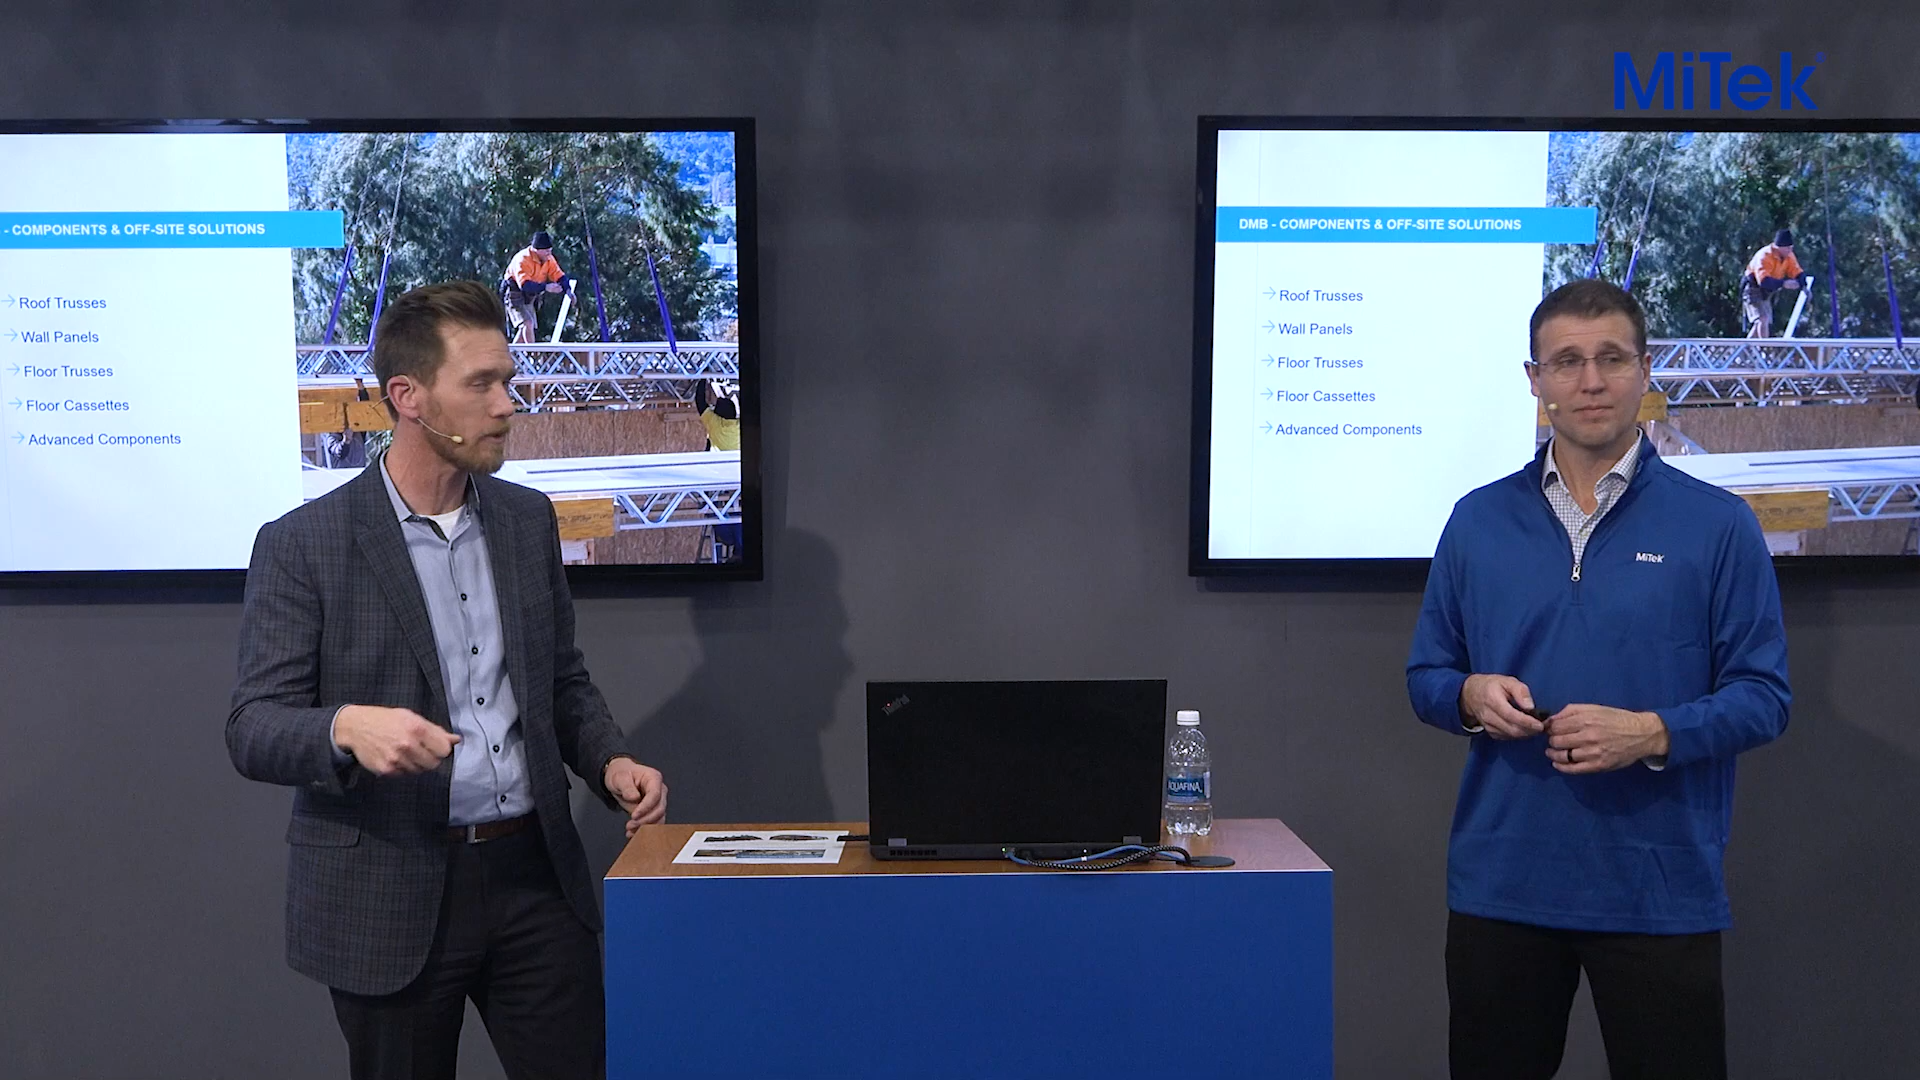 MiTek
- COMPONENTS & OFF-SITE SOLUTIONS
Roof Trusses
Wall Panels
Floor Trusses
Floor Cassettes
Advanced Components
DMB - COMPONENTS & OFF-SITE SOLUTIONS
Roof Trusses
Wall Panels
Floor Trusses
Floor Cassettes
Advanced Components
MiTek
ThinkPad
AQUAFINA